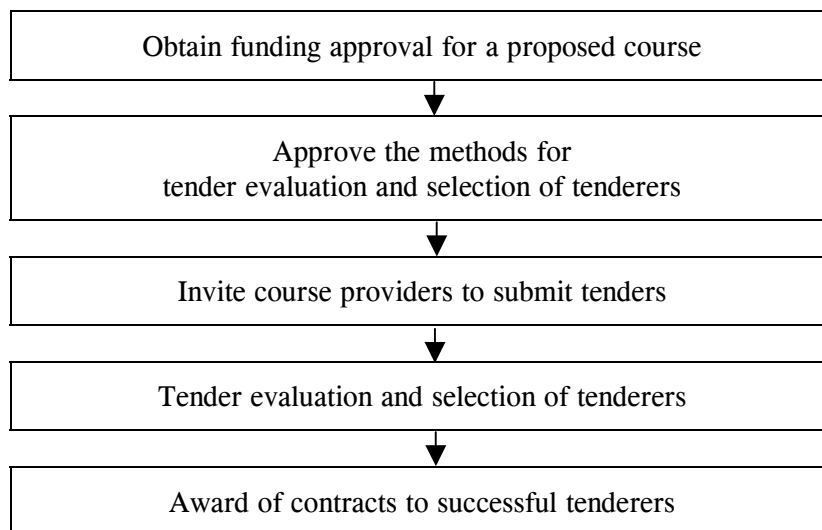 Obtain funding approval for a proposed course
Approve the methods for
tender evaluation and selection of tenderers
Invite course providers to submit tenders
Tender evaluation and selection of tenderers
Award of contracts to successful tenderers